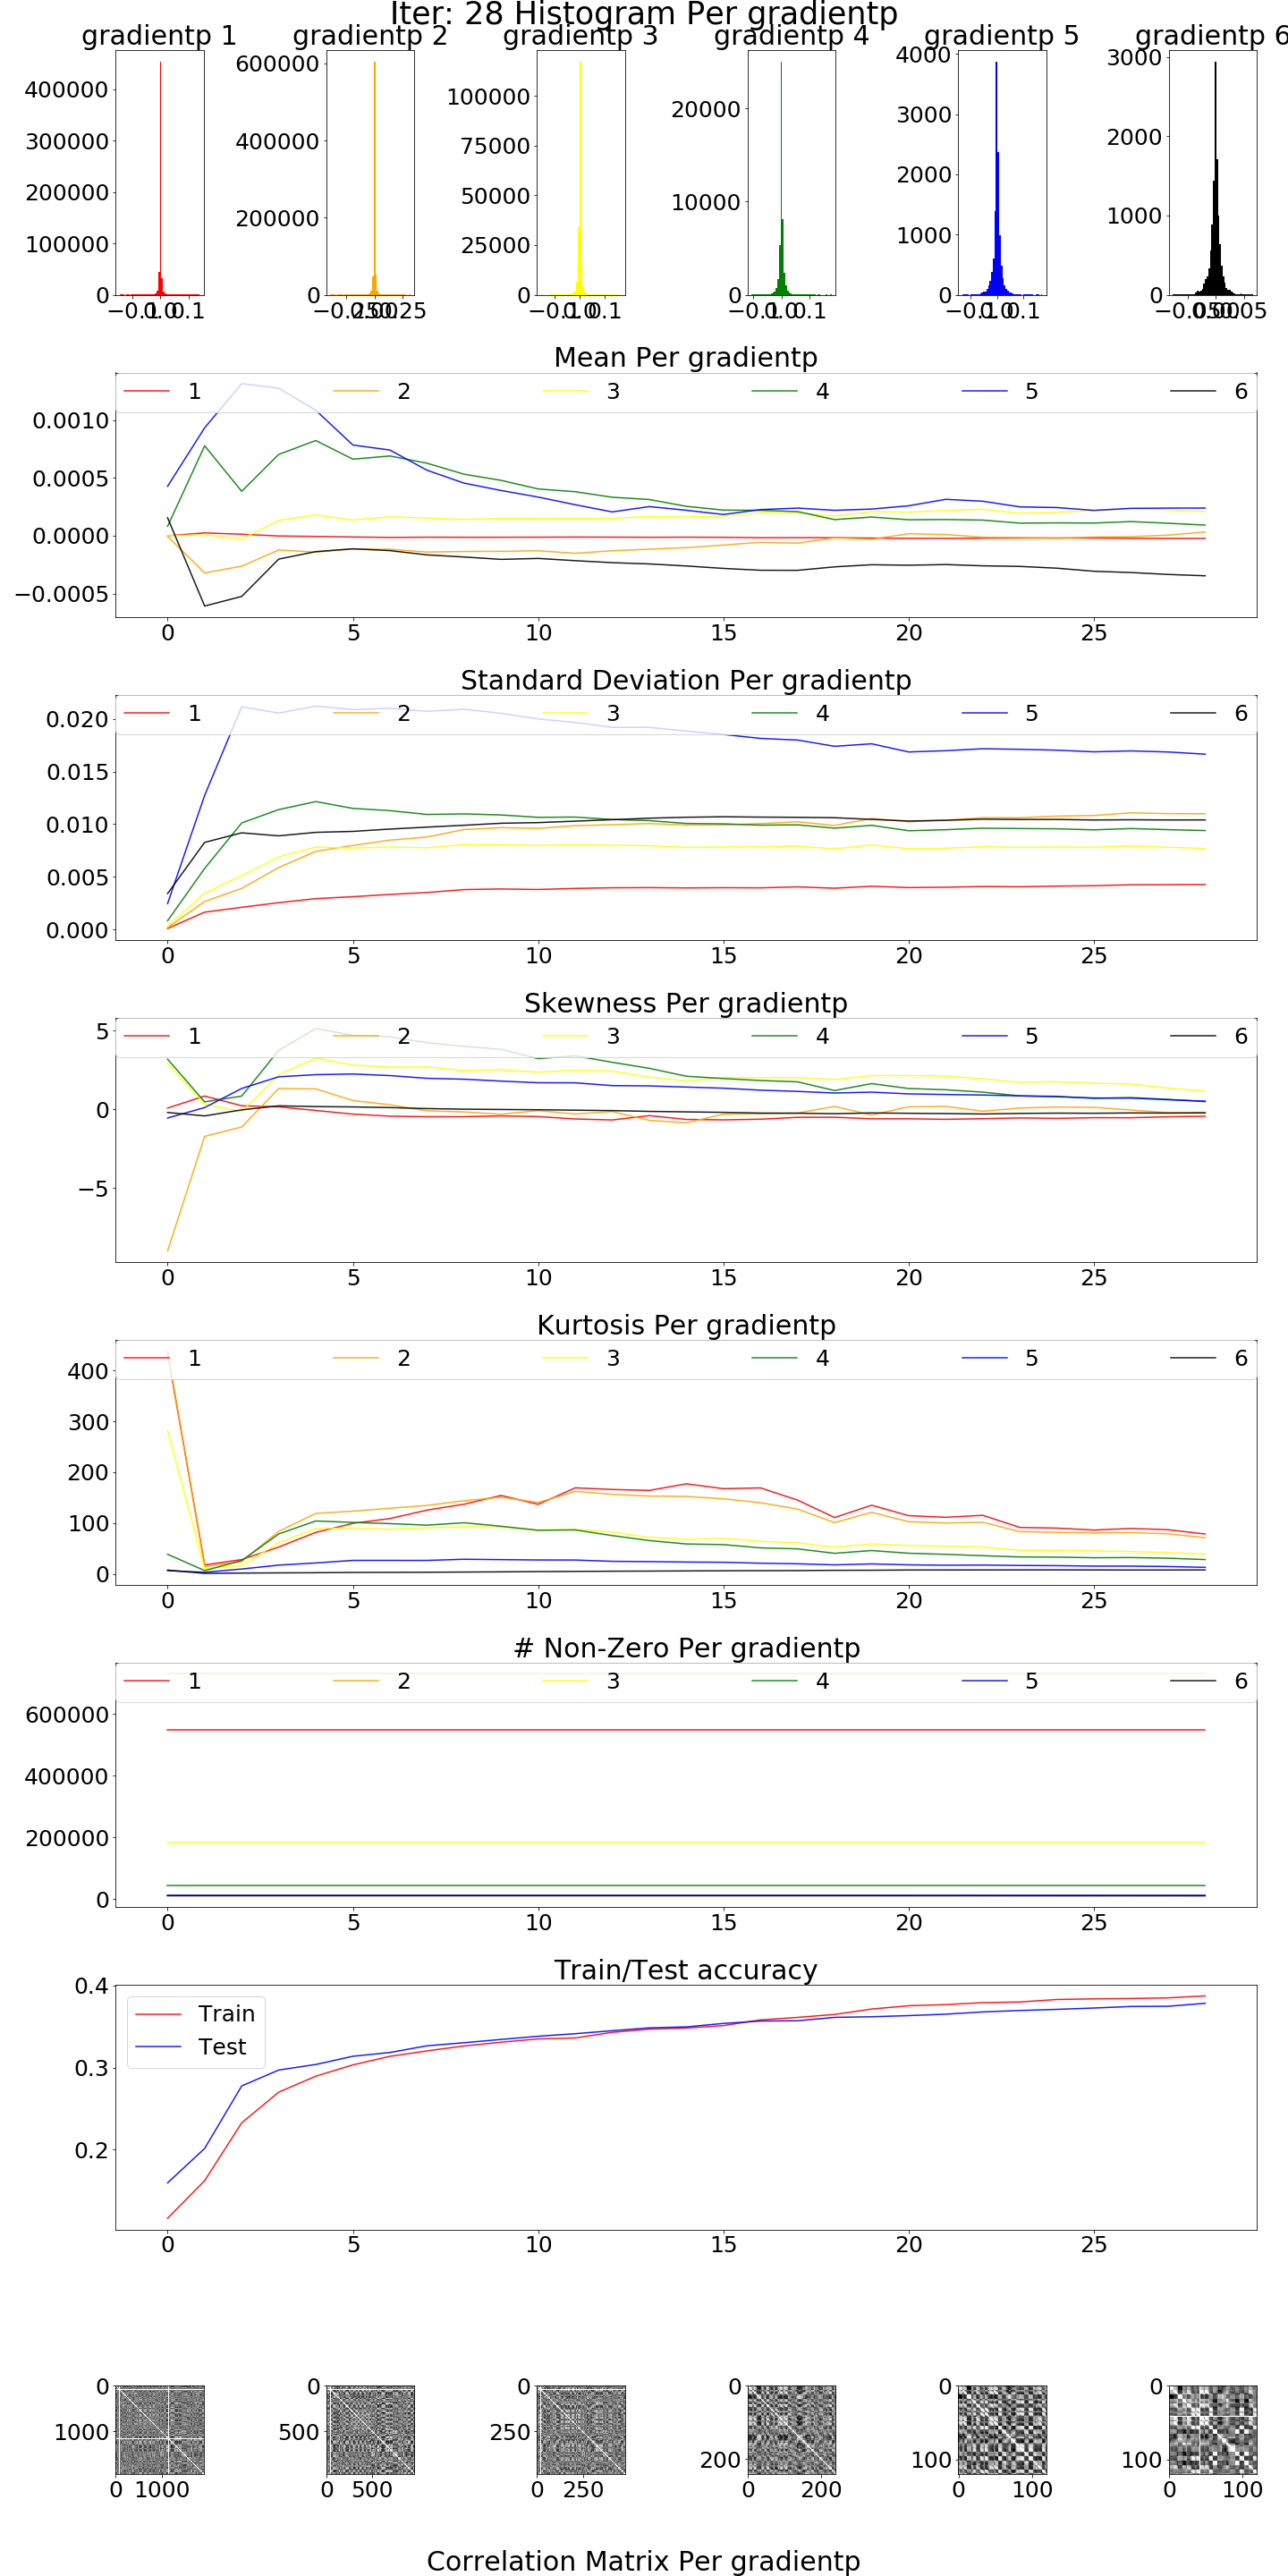 Iter: 28 Histogram Per gradientp
gradientp 1 gradientp 2 gradientp 3 gradientp 4 gradientp 5 gradientp 6
400000
300000
200000
100000
0
600000
400000
200000
0
100000
75000
50000
25000
0
20000
10000
0
4000
3000
2000
1000
0
3000
2000
1000
0
−0.1 0.0 0.1
−0.25 0.00 0.25
−0.1 0.0 0.1
−0.1 0.0 0.1
−0.1 0.0 0.1
−0.05 0.00 0.05
Mean Per gradientp
1 2 3 4 5 6
0.0010
0.0005
0.0000
−0.0005
0 5 10 15 20 25
Standard Deviation Per gradientp
1 2 3 4 5 6
0.020
0.015
0.010
0.005
0.000
0 5 10 15 20 25
Skewness Per gradientp
1 2 3 4 5 6
5
0
−5
0 5 10 15 20 25
Kurtosis Per gradientp
1 2 3 4 5 6
400
300
200
100
0
0 5 10 15 20 25
# Non-Zero Per gradientp
1 2 3 4 5 6
600000
400000
200000
0
0 5 10 15 20 25
Train/Test accuracy
Train
Test
0.4
0.3
0.2
0 5 10 15 20 25
0
1000
0 1000
0
500
0 500
0
250
0 250
0
200
0 200
0
100
0 100
0
100
0 100
Correlation Matrix Per gradientp